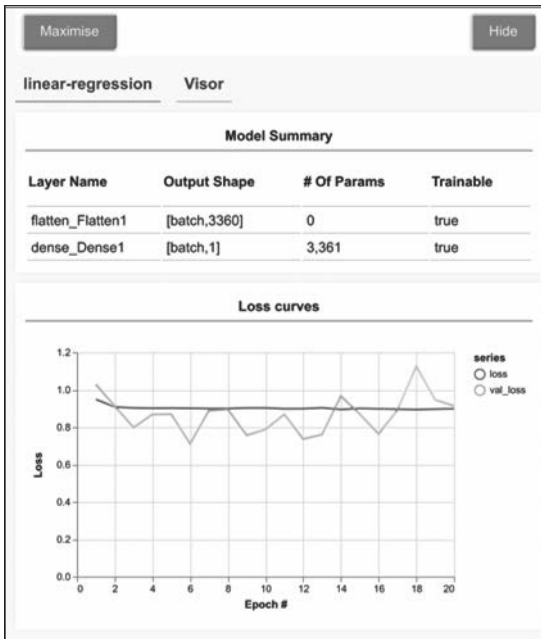 Maximise Hide
linear-regression Visor
Model Summary
Layer Name Output Shape # Of Params Trainable
flatten_Flatten1 [batch,3360] 0 true
dense_Dense1 [batch,1] 3,361 true
Loss curves
series
loss
val_loss
1.2
1.0
0.8
0.6
0.4
0.2
0.0
Loss
0 2 4 6 8 10 12 14 16 18 20
Epoch #